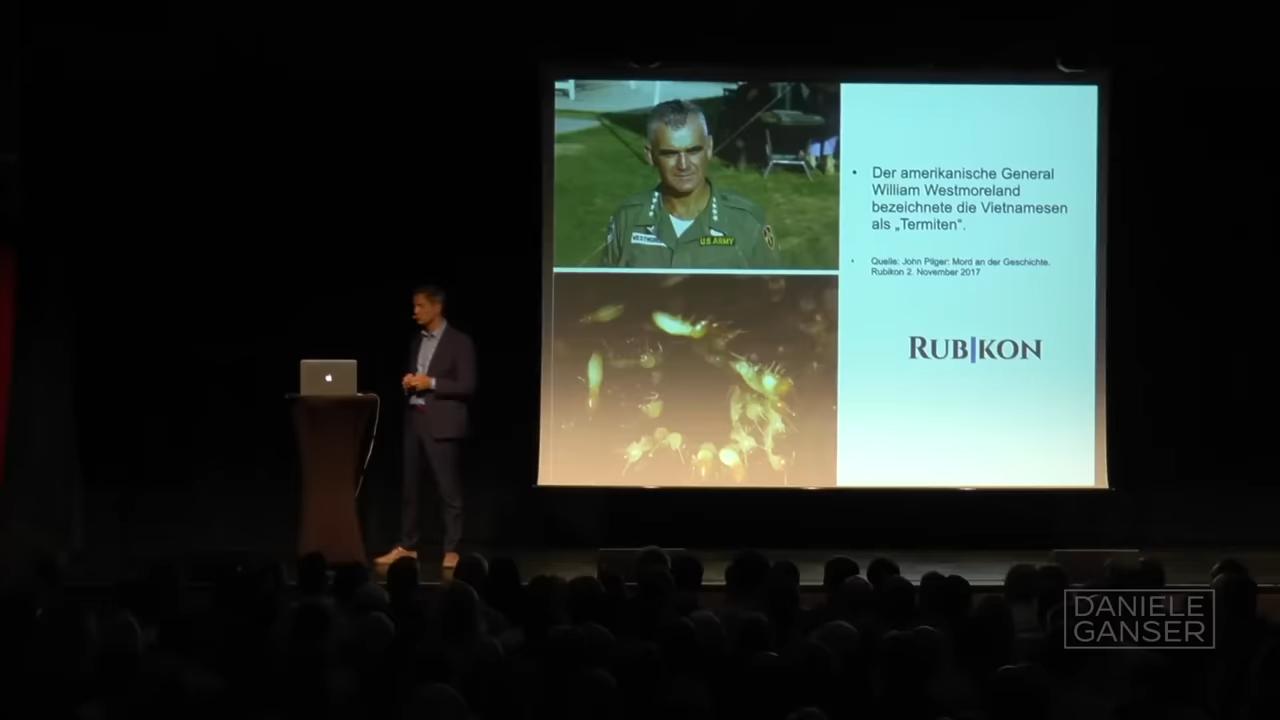 Der amerikanische General
William Westmoreland
bezeichnete die Vietnamesen
als „Termiten“.
Quelle: John Pilger: Mord an der Geschichte.
Rubikon 2. November 2017
RUBIKON
U.S. ARMY
DANIELE
GANSER